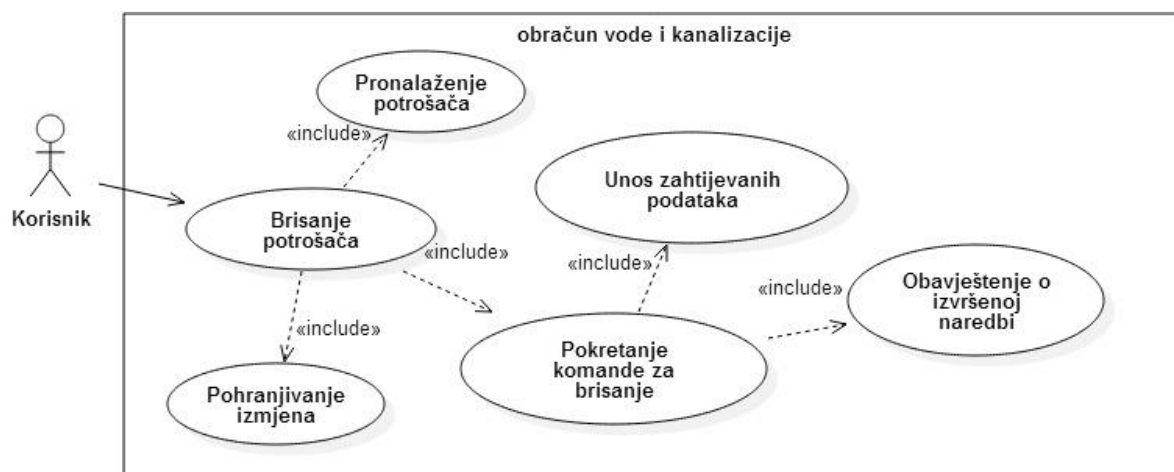 obračun vode i kanalizacije
Pronalaženje
potrošača
«include»
Korisnik
Brisanje
potrošača
«include»
Unos zahtijevanih
podataka
«include»
«include»
Obavještenje o
izvršenoj
naredbi
«include»
Pokretanje
komande za
brisanje
Pohranjivanje
izmjena